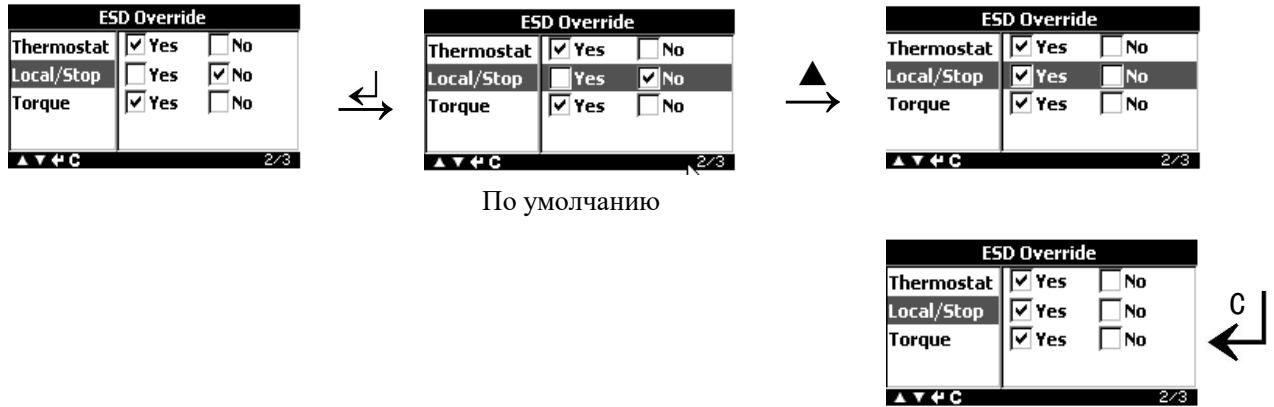 ESD Override
Thermostat Yes No
Local/Stop Yes No
Torque Yes No
▲ ▼ ↵ C 2/3
ESD Override
Thermostat Yes No
Local/Stop Yes No
Torque Yes No
▲ ▼ ↵ C 2/3
По умолчанию
ESD Override
Thermostat Yes No
Local/Stop Yes No
Torque Yes No
▲ ▼ ↵ C 2/3
ESD Override
Thermostat Yes No
Local/Stop Yes No
Torque Yes No
▲ ▼ ↵ C 2/3
C